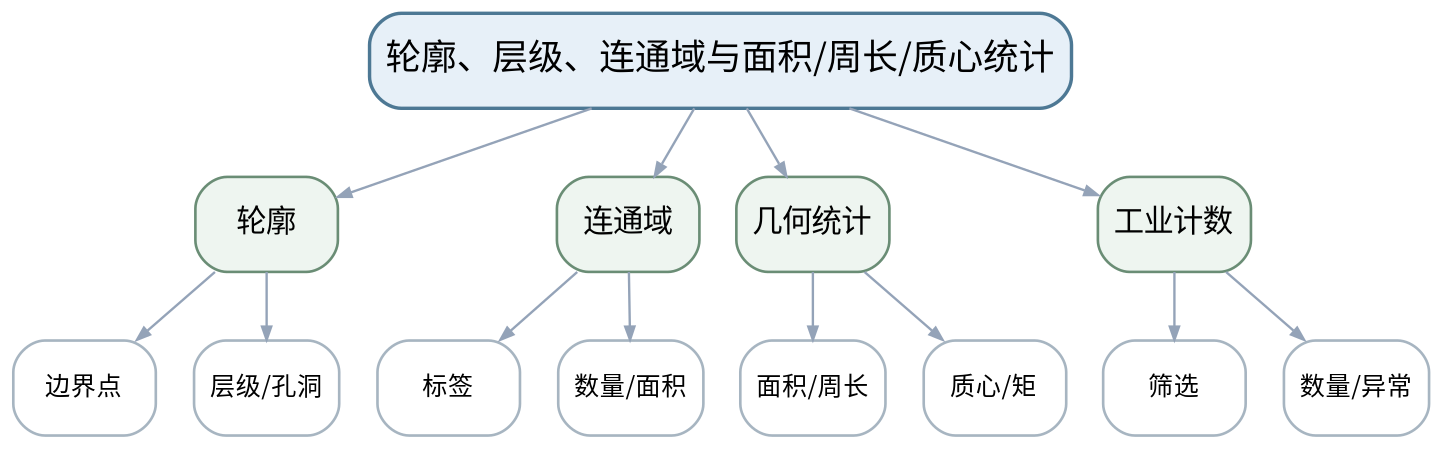 轮廓、层级、连通域与面积/周长/质心统计
轮廓
连通域
几何统计
工业计数
边界点
层级/孔洞
标签
数量/面积
面积/周长
质心/矩
筛选
数量/异常